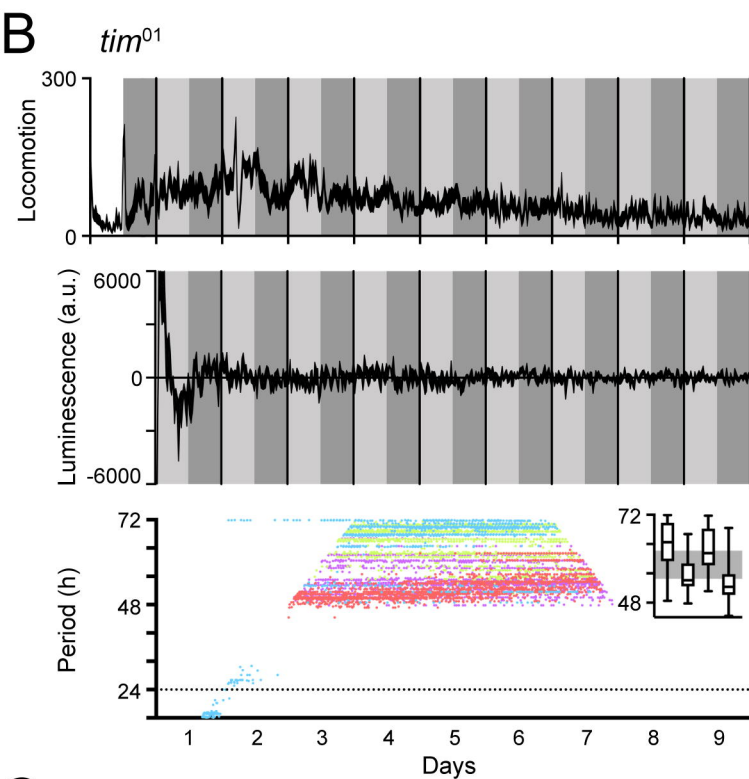 B
tim⁰¹
300
Locomotion
0
6000
Luminescence (a.u.)
0
-6000
72
Period (h)
48
24
72
48
1 2 3 4 5 6 7 8 9
Days